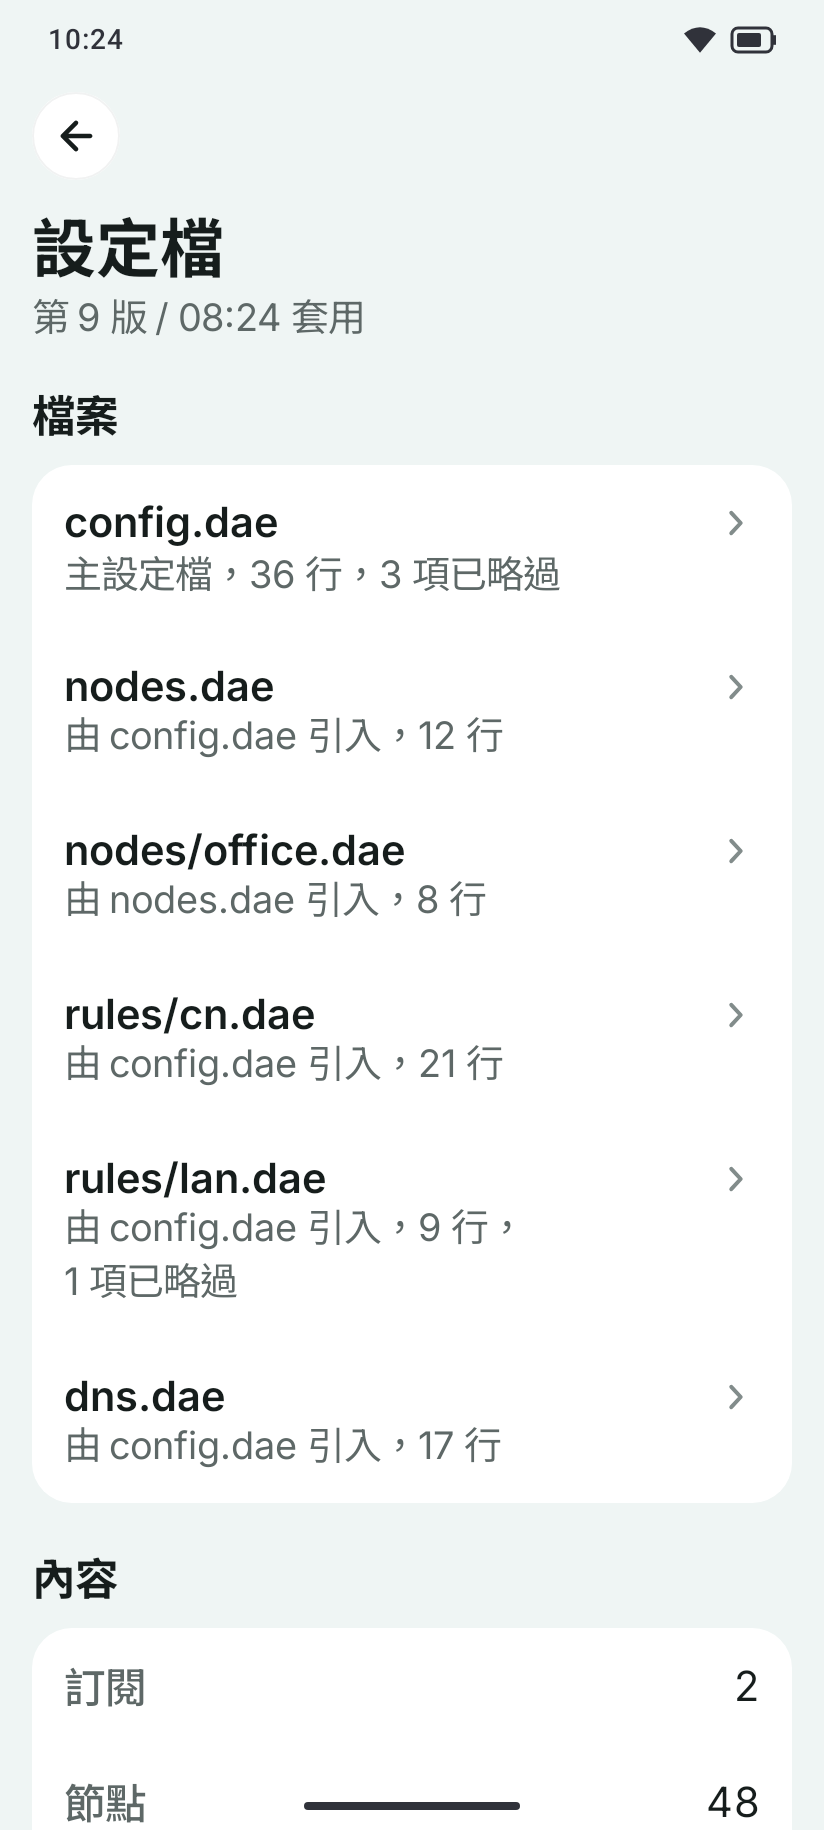 10:24
設定檔
第 9 版 / 08:24 套用
檔案
config.dae
主設定檔，36 行，3 項已略過
nodes.dae
由 config.dae 引入，12 行
nodes/office.dae
由 nodes.dae 引入，8 行
rules/cn.dae
由 config.dae 引入，21 行
rules/lan.dae
由 config.dae 引入，9 行，
1 項已略過
dns.dae
由 config.dae 引入，17 行
內容
訂閱 2
節點 48